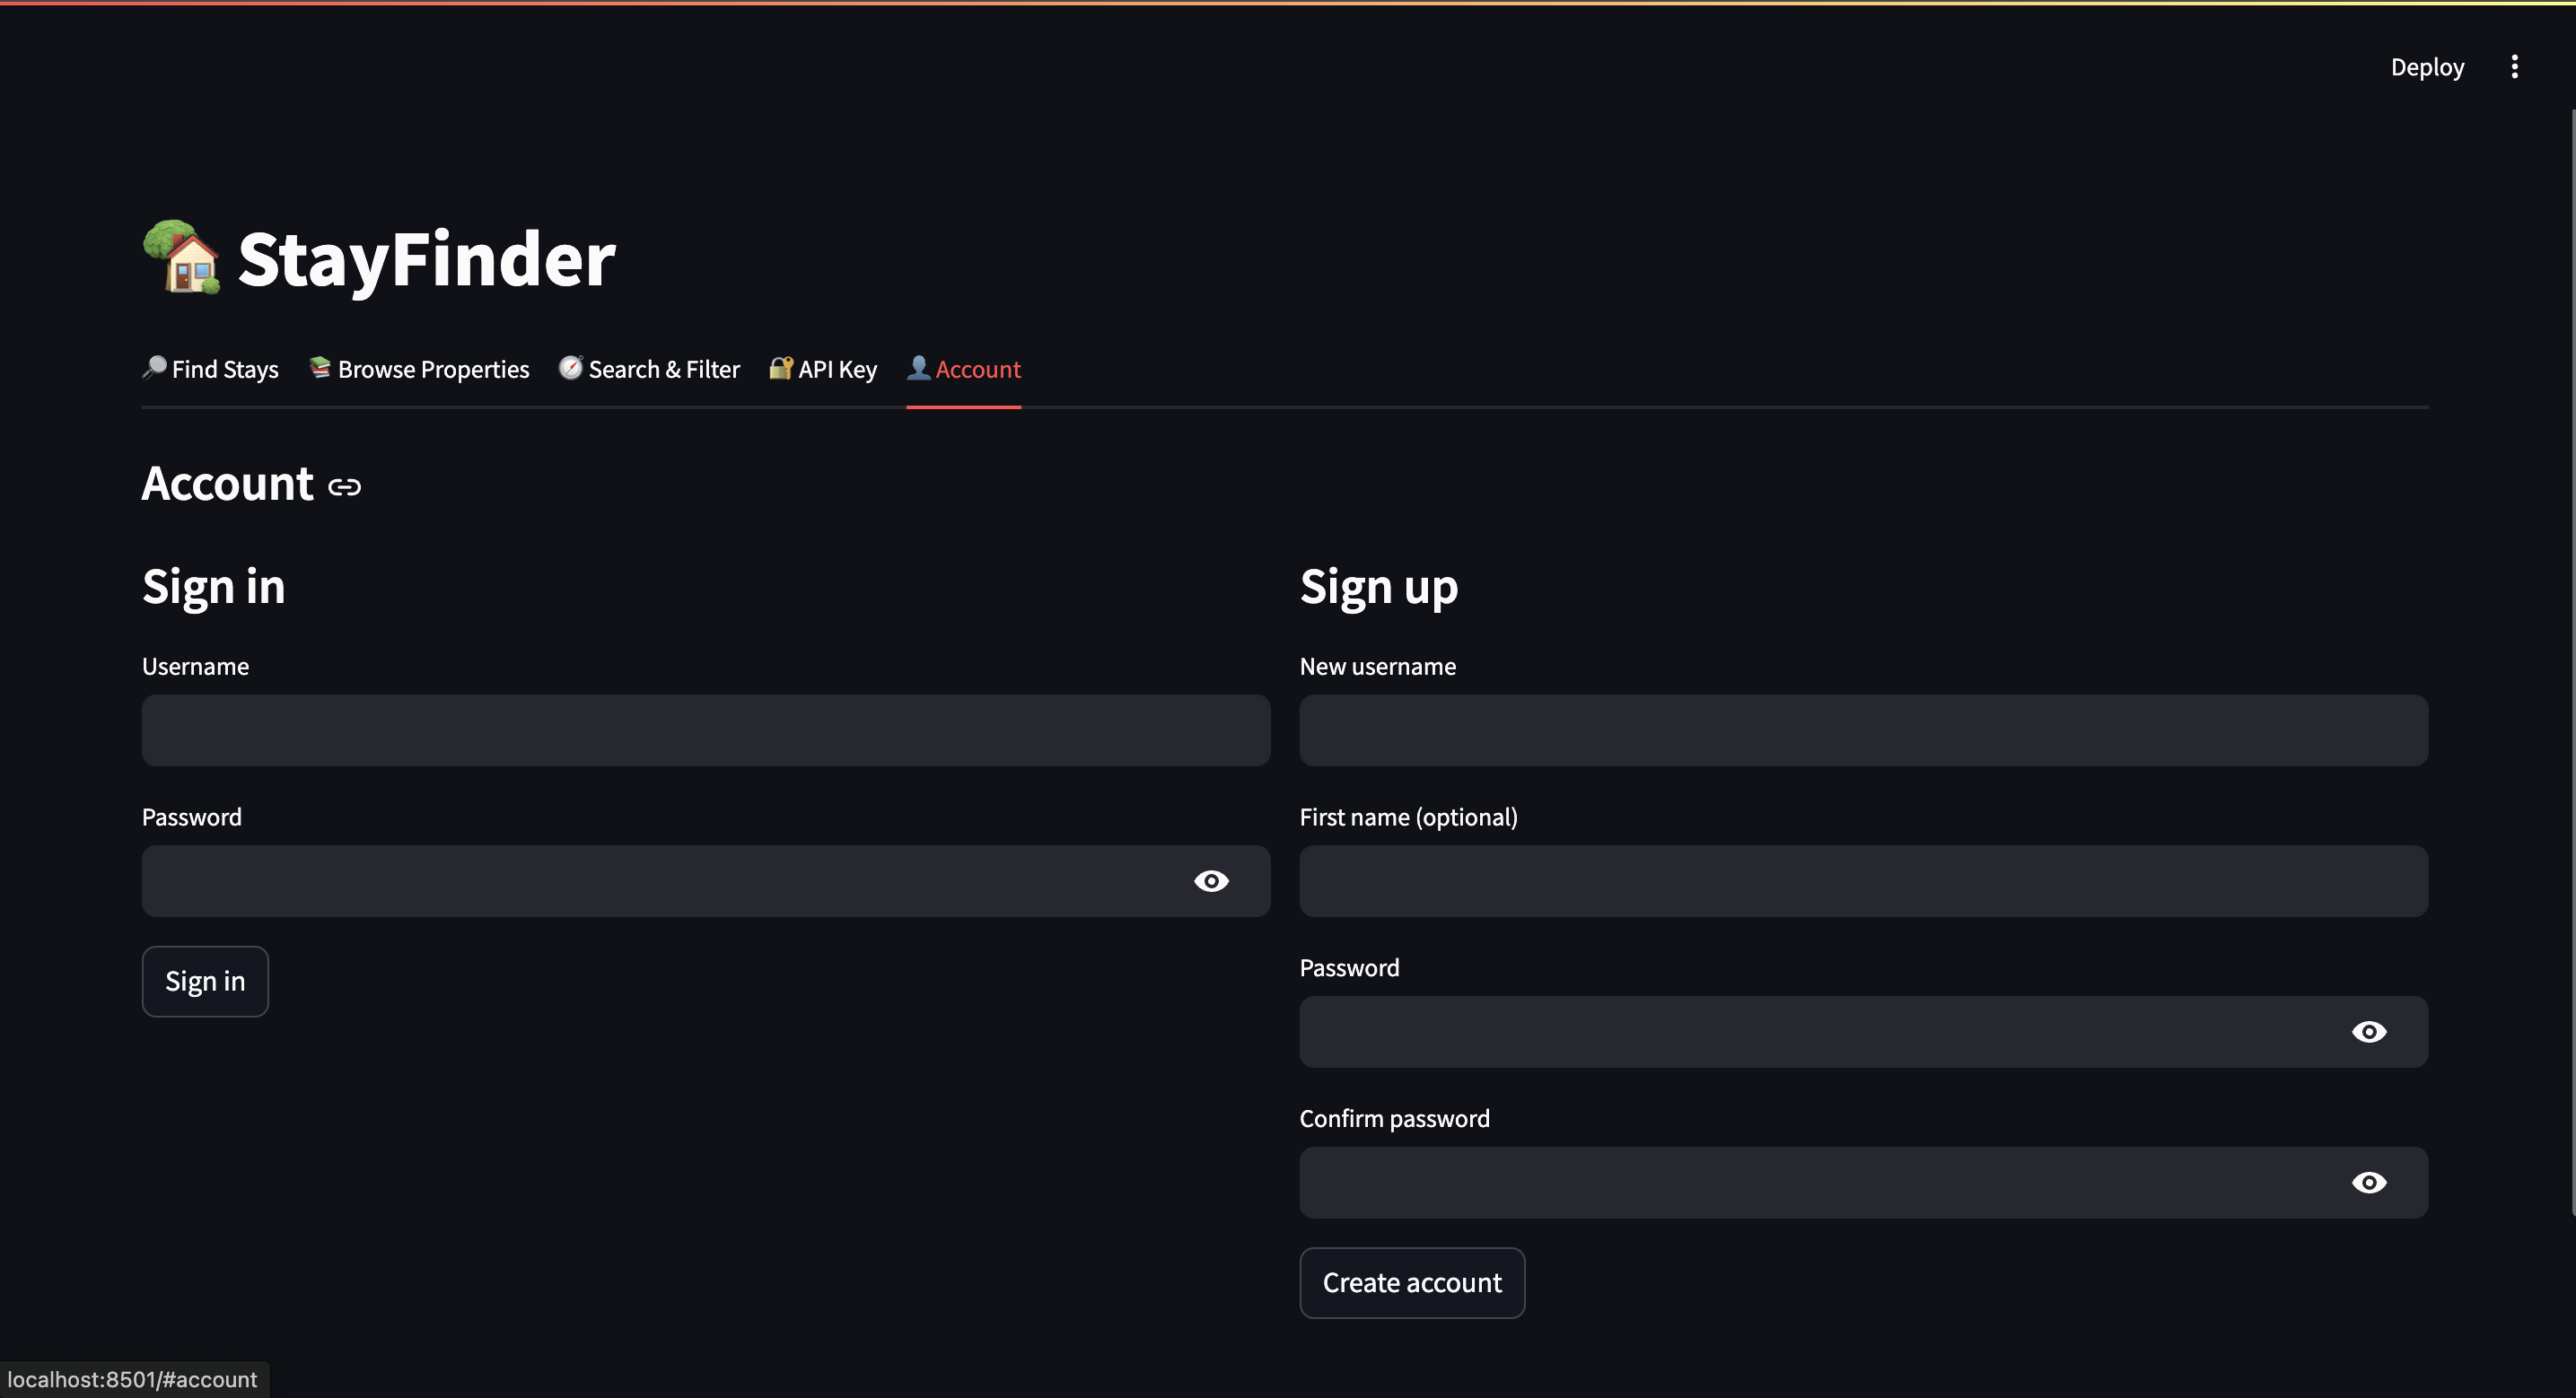 Deploy
StayFinder
Find Stays Browse Properties Search & Filter API Key Account
Account
Sign in
Username
Password
Sign in
Sign up
New username
First name (optional)
Password
Confirm password
Create account
localhost:8501/#account